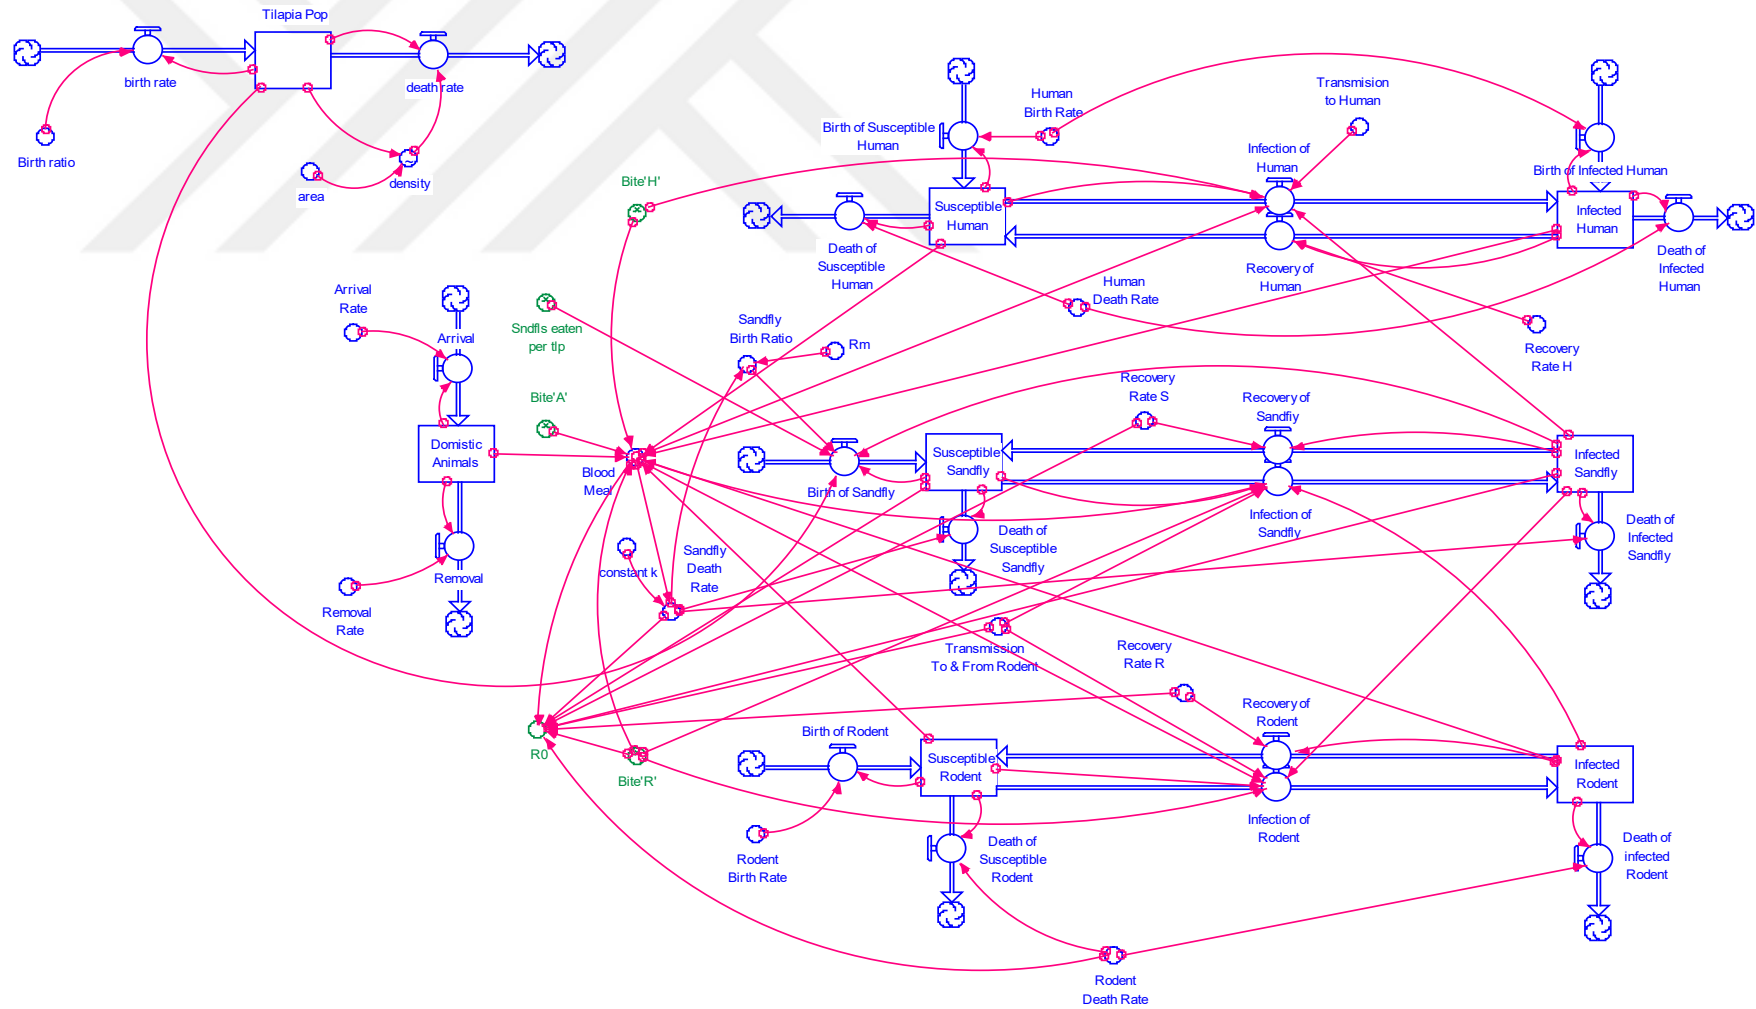 Tilapia Pop
birth rate
death rate
Birth ratio
area
density
Human
Birth Rate
Transmision
to Human
Birth of Susceptible
Human
Infection of
Human
Birth of Infected Human
Bite'H'
Susceptible
Human
Infected
Human
Death of
Susceptible
Human
Recovery of
Human
Death of
Infected
Human
Human
Death Rate
Arrival
Rate
Arrival
Sndfls eaten
per tlp
Sandfly
Birth Ratio
Rm
Recovery
Rate H
Recovery
Rate S
Recovery of
Sandfly
Bite'A'
Domistic
Animals
Blood
Meal
Susceptible
Sandfly
Infected
Sandfly
Birth of Sandfly
Infection of
Sandfly
Death of
Susceptible
Sandfly
Death of
Infected
Sandfly
constant k
Sandfly
Death
Rate
Removal
Removal
Rate
Transmission
To & From Rodent
Recovery
Rate R
Recovery of
Rodent
Birth of Rodent
R0
Bite'R'
Susceptible
Rodent
Infected
Rodent
Infection of
Rodent
Rodent
Birth Rate
Death of
Susceptible
Rodent
Death of
infected
Rodent
Rodent
Death Rate